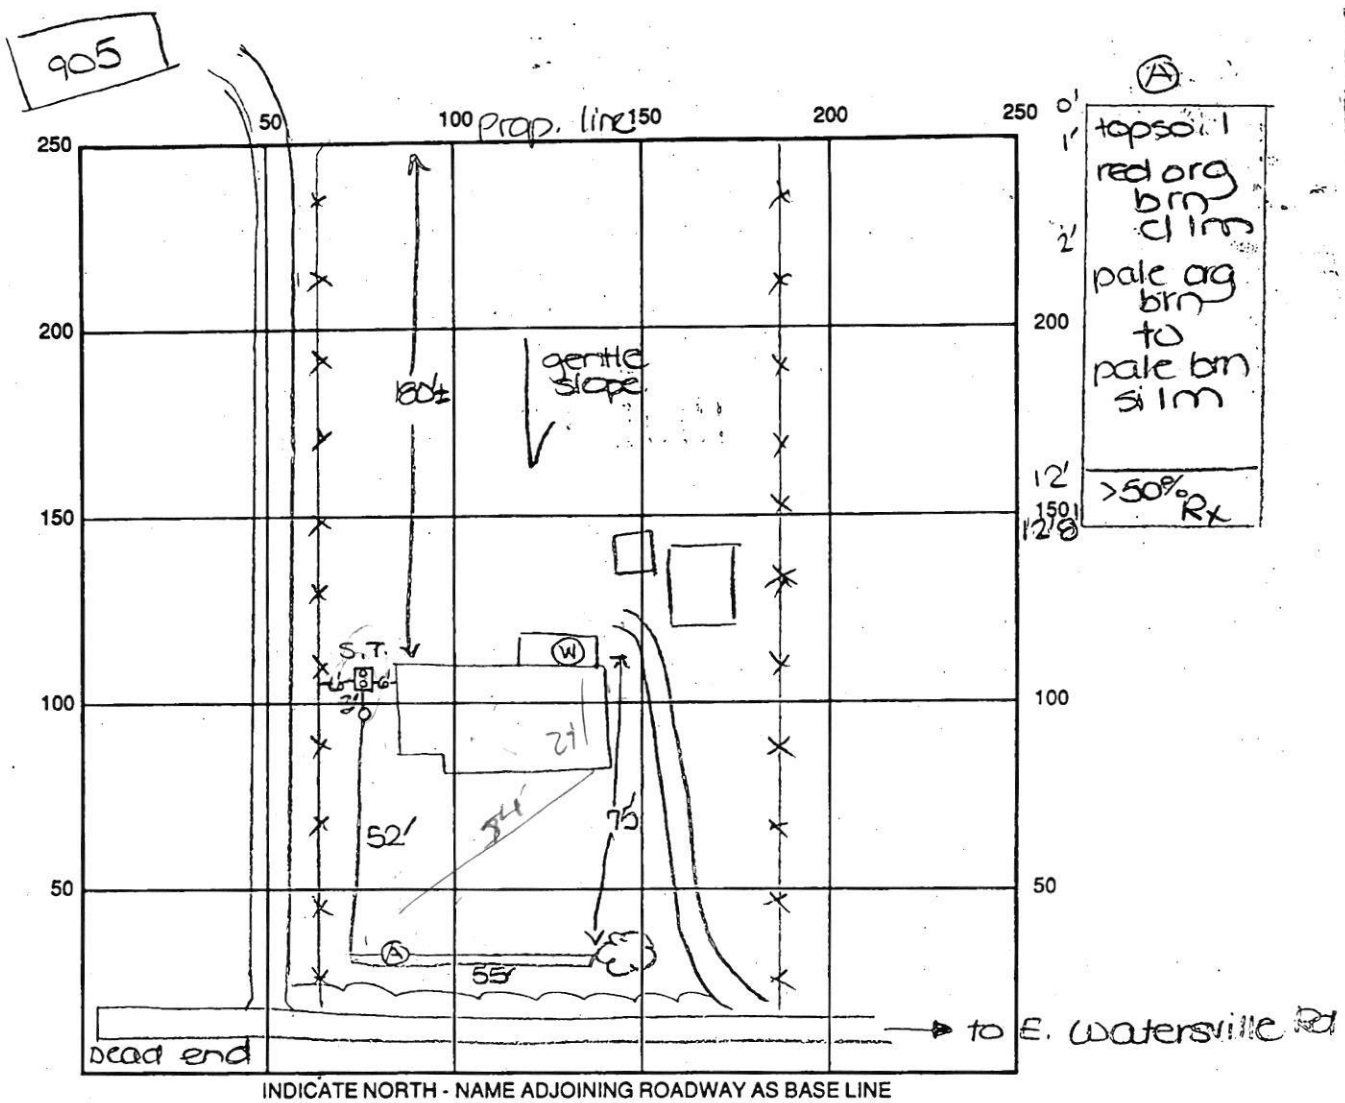 905
A
50
100
prop. line
150
200
250
0'
250
topsoil
1'
red org
brn
cl lm
2'
pale org
brn
to
pale brn
si lm
200
200
gentle
slope
180'±
12'
>50%
Rx
150
150
12'8"
S.T.
W
6'
6'
3'
100
100
24
84'
75'
52'
50
50
A
55'
to E. Watersville Rd
Dead end
INDICATE NORTH - NAME ADJOINING ROADWAY AS BASE LINE